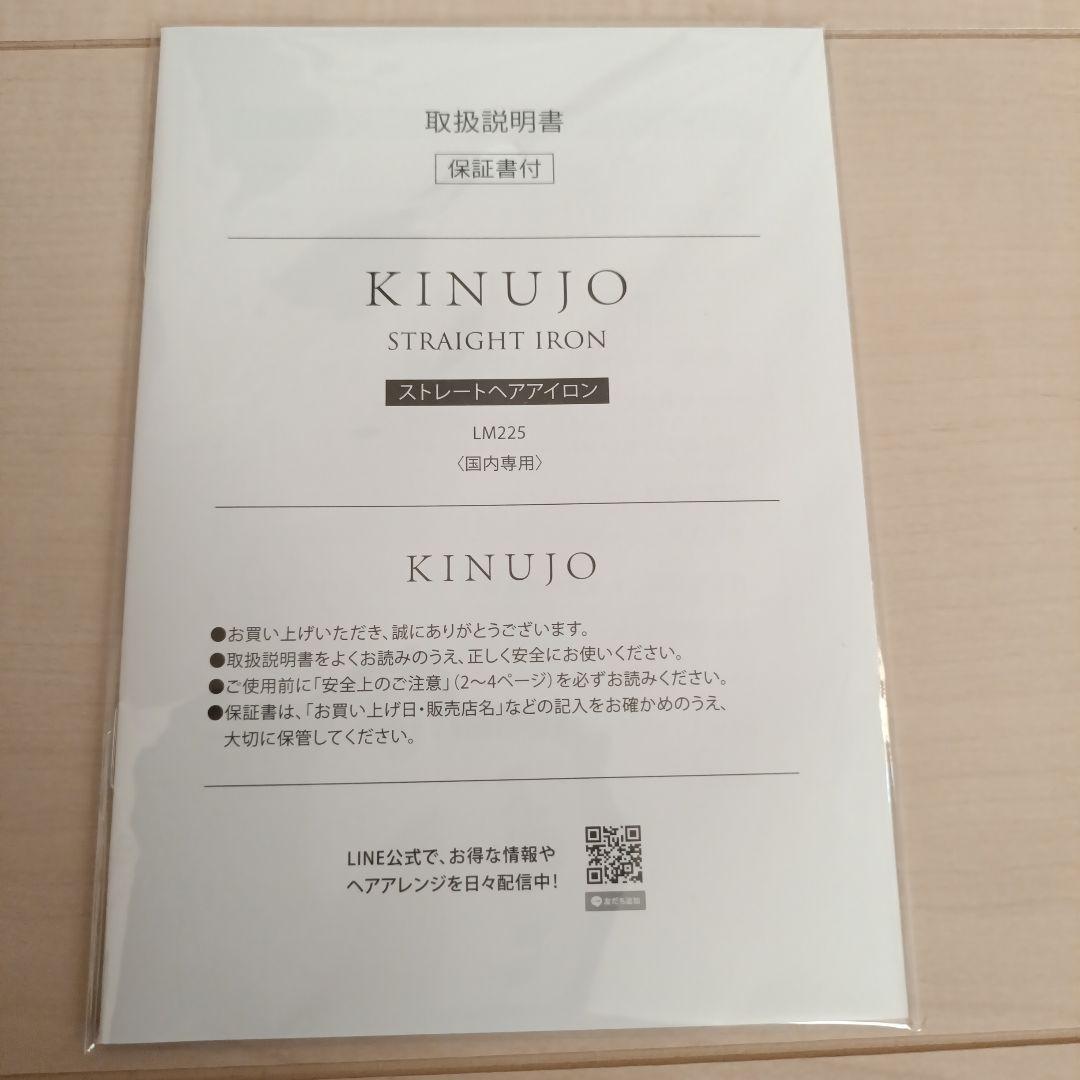 取扱説明書
保証書付
KINUJO
STRAIGHT IRON
ストレートヘアアイロン
LM225
〈国内専用〉
KINUJO
●お買い上げいただき、誠にありがとうございます。
●取扱説明書をよくお読みのうえ、正しく安全にお使いください。
●ご使用前に「安全上のご注意」(2〜4ページ)を必ずお読みください。
●保証書は、「お買い上げ日・販売店名」などの記入をお確かめのうえ、
大切に保管してください。
LINE公式で、お得な情報や
ヘアアレンジを日々配信中!
友だち追加